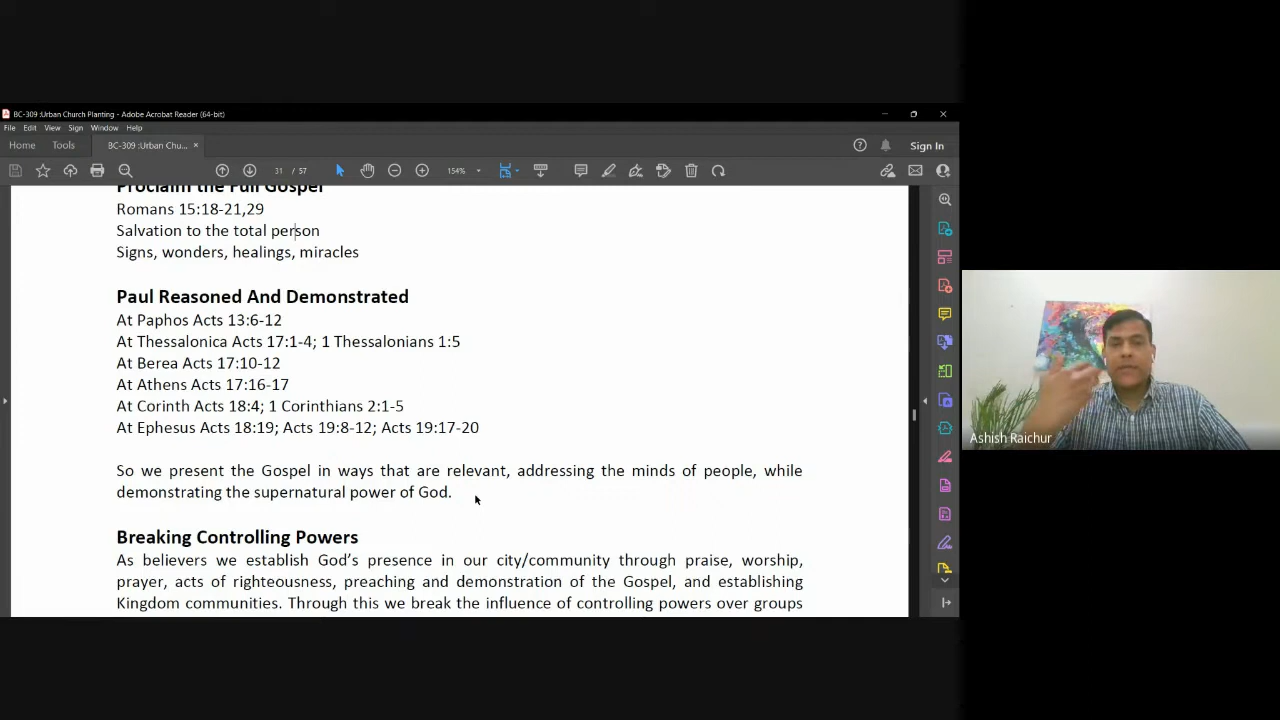 BC-309 :Urban Church Planting - Adobe Acrobat Reader (64-bit)
File Edit View Sign Window Help
Home Tools BC-309 :Urban Chu... × Sign In
31 / 57 154%
Proclaim the Full Gospel
Romans 15:18-21,29
Salvation to the total person
Signs, wonders, healings, miracles
Paul Reasoned And Demonstrated
At Paphos Acts 13:6-12
At Thessalonica Acts 17:1-4; 1 Thessalonians 1:5
At Berea Acts 17:10-12
At Athens Acts 17:16-17
At Corinth Acts 18:4; 1 Corinthians 2:1-5
At Ephesus Acts 18:19; Acts 19:8-12; Acts 19:17-20
So we present the Gospel in ways that are relevant, addressing the minds of people, while
demonstrating the supernatural power of God.
Breaking Controlling Powers
As believers we establish God’s presence in our city/community through praise, worship,
prayer, acts of righteousness, preaching and demonstration of the Gospel, and establishing
Kingdom communities. Through this we break the influence of controlling powers over groups
Ashish Raichur